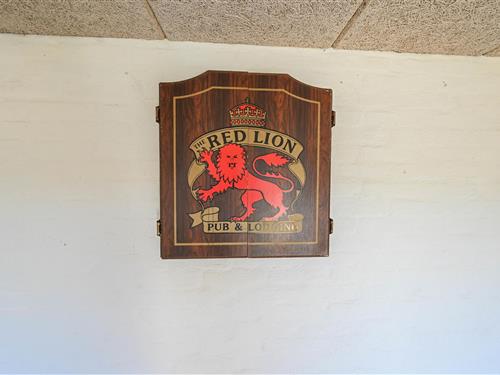 THE RED LION
PUB & LODGING